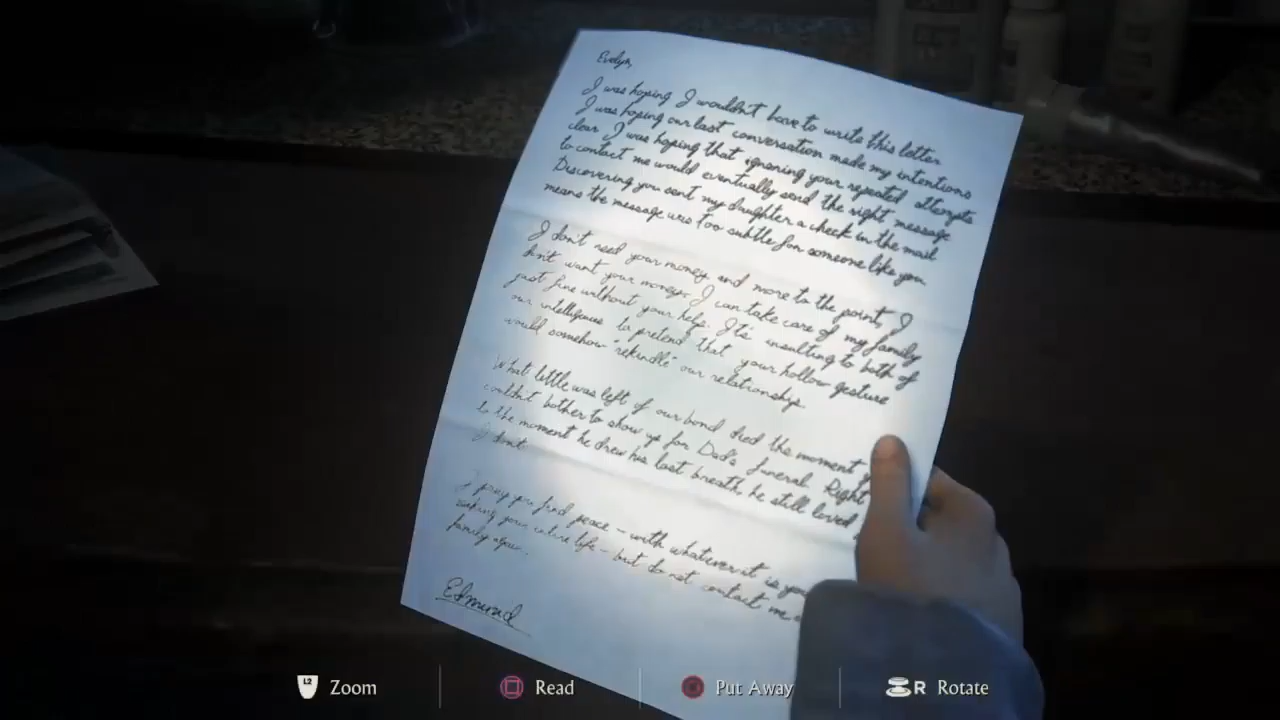 Evelyn,
I was hoping I wouldn't have to write this letter.
I was hoping our last conversation made my intentions
clear. I was hoping that ignoring your repeated attempts
to contact me would eventually send the right message.
Discovering you sent my daughter a check in the mail
means the message was too subtle for someone like you.
I don't need your money, and more to the point, I
don't want your money. I can take care of my family
just fine without your help. It's insulting to both of
our intelligences to pretend that your hollow gesture
would somehow "rekindle" our relationship.
What little was left of our bond died the moment
couldn't bother to show up for Dad's funeral. Right
to the moment he drew his last breath, he still loved
I don't.
I pray you find peace – with whatever it is you
your entire life – but do not contact me
family again.
Edmund
L2 Zoom
Read
Put Away
R Rotate